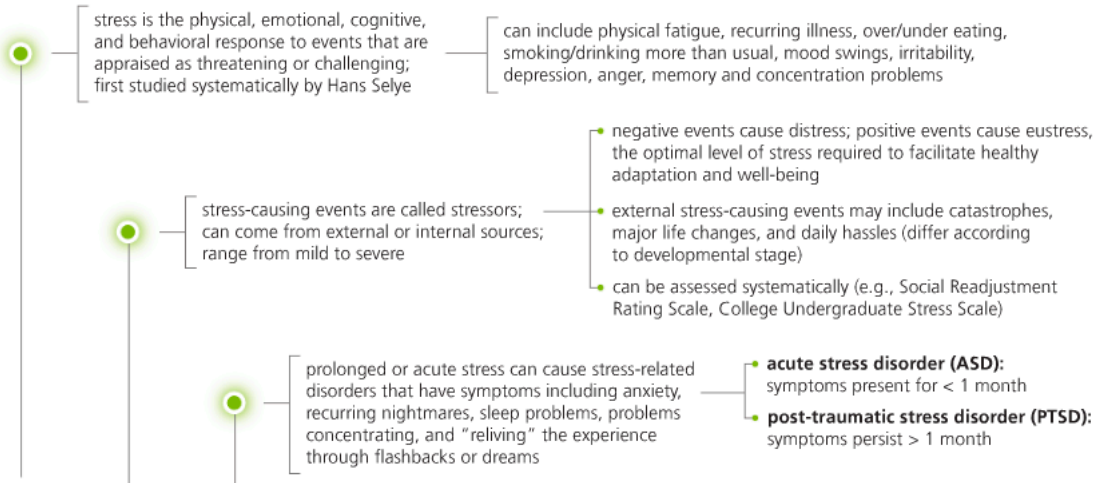 stress is the physical, emotional, cognitive,
and behavioral response to events that are
appraised as threatening or challenging;
first studied systematically by Hans Selye
can include physical fatigue, recurring illness, over/under eating,
smoking/drinking more than usual, mood swings, irritability,
depression, anger, memory and concentration problems
stress-causing events are called stressors;
can come from external or internal sources;
range from mild to severe
negative events cause distress; positive events cause eustress,
the optimal level of stress required to facilitate healthy
adaptation and well-being
external stress-causing events may include catastrophes,
major life changes, and daily hassles (differ according
to developmental stage)
can be assessed systematically (e.g., Social Readjustment
Rating Scale, College Undergraduate Stress Scale)
prolonged or acute stress can cause stress-related
disorders that have symptoms including anxiety,
recurring nightmares, sleep problems, problems
concentrating, and “reliving” the experience
through flashbacks or dreams
acute stress disorder (ASD):
symptoms present for < 1 month
post-traumatic stress disorder (PTSD):
symptoms persist > 1 month